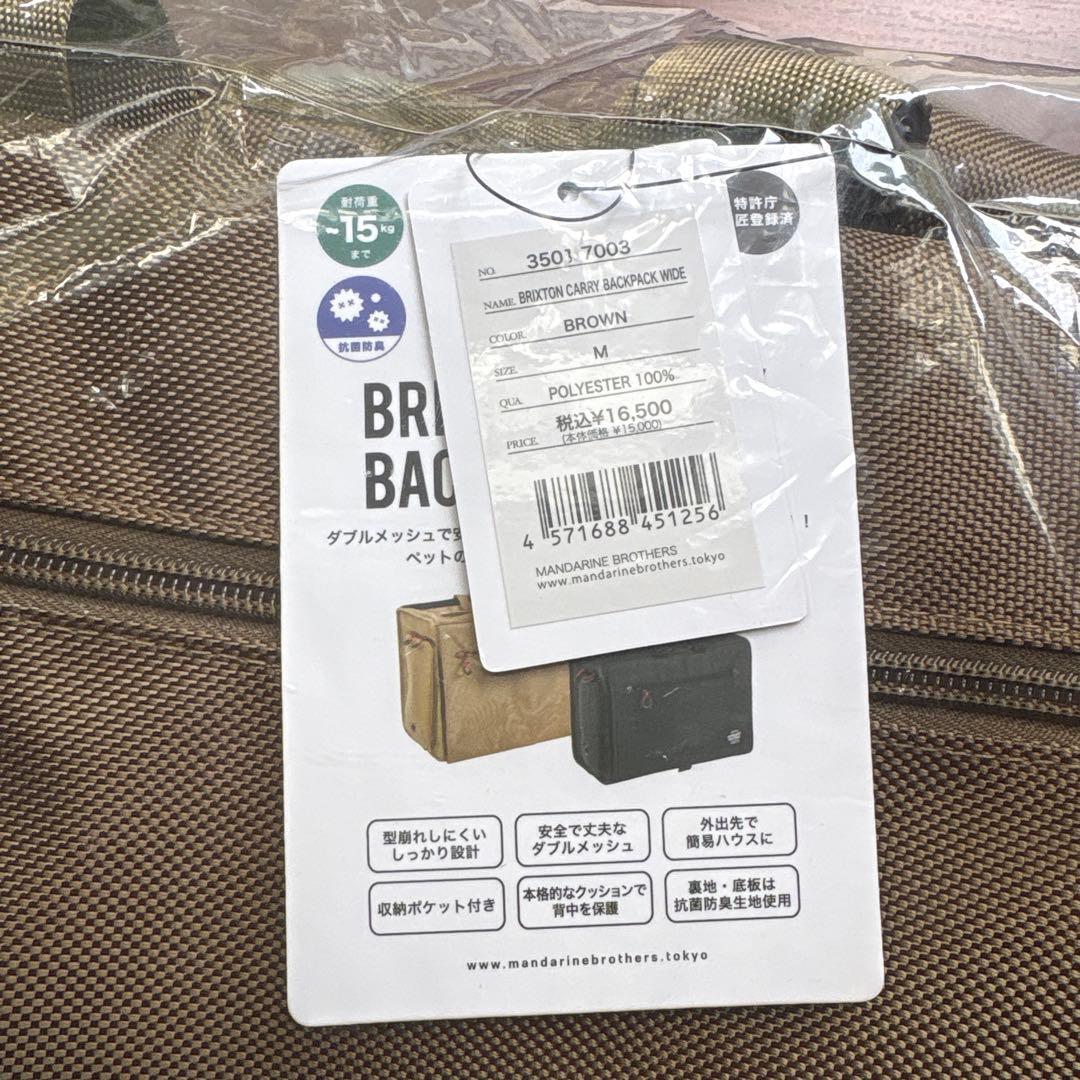 耐荷重
~15kg
まで
抗菌防臭
特許庁
匠登録済
NO. 3501 7003
NAME. BRIXTON CARRY BACKPACK WIDE
COLOR. BROWN
SIZE. M
QUA. POLYESTER 100%
PRICE. 税込¥16,500
(本体価格 ¥15,000)
4 571688 451256
MANDARINE BROTHERS
www.mandarinebrothers.tokyo
ダブルメッシュで
ペットの
!
型崩れしにくい
しっかり設計
安全で丈夫な
ダブルメッシュ
外出先で
簡易ハウスに
収納ポケット付き
本格的なクッションで
背中を保護
裏地・底板は
抗菌防臭生地使用
www.mandarinebrothers.tokyo